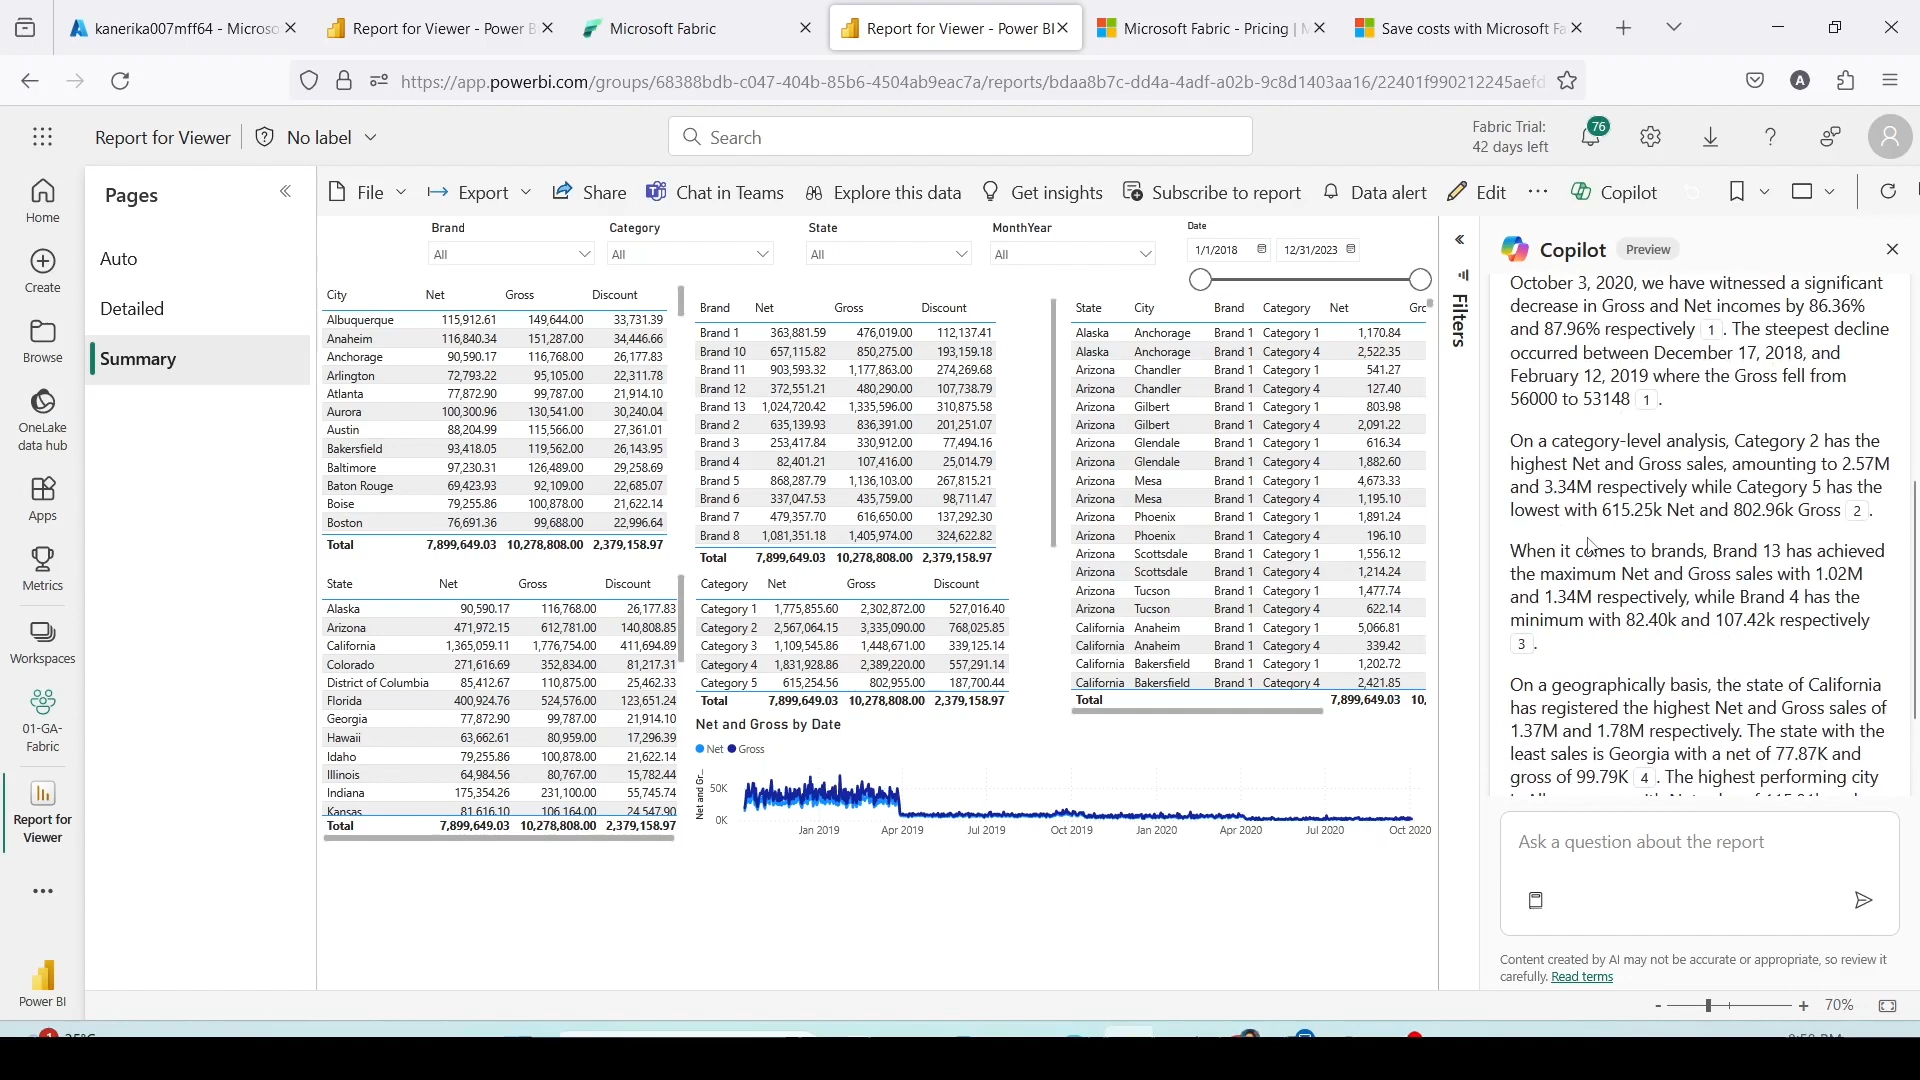 kanerika007mff64 - Microso
Report for Viewer - Power B
Microsoft Fabric
Report for Viewer - Power BI
Microsoft Fabric - Pricing | M
Save costs with Microsoft Fa
https://app.powerbi.com/groups/68388bdb-c047-404b-85b6-4504ab9eac7a/reports/bdaa8b7c-dd4a-4adf-a02b-9c8d1403aa16/22401f990212245aefd
A
Report for Viewer
No label
Search
Fabric Trial:
42 days left
76
Home
Create
Browse
OneLake
data hub
Apps
Metrics
Workspaces
01-GA-
Fabric
Report for
Viewer
Power BI
Pages
Auto
Detailed
Summary
File Export Share Chat in Teams Explore this data Get insights Subscribe to report Data alert Edit Copilot
Brand Category State MonthYear Date
All All All All 1/1/2018 12/31/2023
City Net Gross Discount
Albuquerque 115,912.61 149,644.00 33,731.39
Anaheim 116,840.34 151,287.00 34,446.66
Anchorage 90,590.17 116,768.00 26,177.83
Arlington 72,793.22 95,105.00 22,311.78
Atlanta 77,872.90 99,787.00 21,914.10
Aurora 100,300.96 130,541.00 30,240.04
Austin 88,204.99 115,566.00 27,361.01
Bakersfield 93,418.05 119,562.00 26,143.95
Baltimore 97,230.31 126,489.00 29,258.69
Baton Rouge 69,423.93 92,109.00 22,685.07
Boise 79,255.86 100,878.00 21,622.14
Boston 76,691.36 99,688.00 22,996.64
Total 7,899,649.03 10,278,808.00 2,379,158.97
State Net Gross Discount
Alaska 90,590.17 116,768.00 26,177.83
Arizona 471,972.15 612,781.00 140,808.85
California 1,365,059.11 1,776,754.00 411,694.89
Colorado 271,616.69 352,834.00 81,217.31
District of Columbia 85,412.67 110,875.00 25,462.33
Florida 400,924.76 524,576.00 123,651.24
Georgia 77,872.90 99,787.00 21,914.10
Hawaii 63,662.61 80,959.00 17,296.39
Idaho 79,255.86 100,878.00 21,622.14
Illinois 64,984.56 80,767.00 15,782.44
Indiana 175,354.26 231,100.00 55,745.74
Kansas 81,616.10 106,164.00 24,547.90
Total 7,899,649.03 10,278,808.00 2,379,158.97
Brand Net Gross Discount
Brand 1 363,881.59 476,019.00 112,137.41
Brand 10 657,115.82 850,275.00 193,159.18
Brand 11 903,593.32 1,177,863.00 274,269.68
Brand 12 372,551.21 480,290.00 107,738.79
Brand 13 1,024,720.42 1,335,596.00 310,875.58
Brand 2 635,139.93 836,391.00 201,251.07
Brand 3 253,417.84 330,912.00 77,494.16
Brand 4 82,401.21 107,416.00 25,014.79
Brand 5 868,287.79 1,136,103.00 267,815.21
Brand 6 337,047.53 435,759.00 98,711.47
Brand 7 479,357.70 616,650.00 137,292.30
Brand 8 1,081,351.18 1,405,974.00 324,622.82
Total 7,899,649.03 10,278,808.00 2,379,158.97
Category Net Gross Discount
Category 1 1,775,855.60 2,302,872.00 527,016.40
Category 2 2,567,064.15 3,335,090.00 768,025.85
Category 3 1,109,545.86 1,448,671.00 339,125.14
Category 4 1,831,928.86 2,389,220.00 557,291.14
Category 5 615,254.56 802,955.00 187,700.44
Total 7,899,649.03 10,278,808.00 2,379,158.97
Net and Gross by Date
Net Gross
Net and Gr...
50K
0K
Jan 2019 Apr 2019 Jul 2019 Oct 2019 Jan 2020 Apr 2020 Jul 2020 Oct 2020
State City Brand Category Net Grc
Alaska Anchorage Brand 1 Category 1 1,170.84
Alaska Anchorage Brand 1 Category 4 2,522.35
Arizona Chandler Brand 1 Category 1 541.27
Arizona Chandler Brand 1 Category 4 127.40
Arizona Gilbert Brand 1 Category 1 803.98
Arizona Gilbert Brand 1 Category 4 2,091.22
Arizona Glendale Brand 1 Category 1 616.34
Arizona Glendale Brand 1 Category 4 1,882.60
Arizona Mesa Brand 1 Category 1 4,673.33
Arizona Mesa Brand 1 Category 4 1,195.10
Arizona Phoenix Brand 1 Category 1 1,891.24
Arizona Phoenix Brand 1 Category 4 196.10
Arizona Scottsdale Brand 1 Category 1 1,556.12
Arizona Scottsdale Brand 1 Category 4 1,214.24
Arizona Tucson Brand 1 Category 1 1,477.74
Arizona Tucson Brand 1 Category 4 622.14
California Anaheim Brand 1 Category 1 5,066.81
California Anaheim Brand 1 Category 4 339.42
California Bakersfield Brand 1 Category 1 1,202.72
California Bakersfield Brand 1 Category 4 2,421.85
Total 7,899,649.03 10,
Filters
Copilot Preview
October 3, 2020, we have witnessed a significant
decrease in Gross and Net incomes by 86.36%
and 87.96% respectively 1 . The steepest decline
occurred between December 17, 2018, and
February 12, 2019 where the Gross fell from
56000 to 53148 1 .
On a category-level analysis, Category 2 has the
highest Net and Gross sales, amounting to 2.57M
and 3.34M respectively while Category 5 has the
lowest with 615.25k Net and 802.96k Gross 2 .
When it comes to brands, Brand 13 has achieved
the maximum Net and Gross sales with 1.02M
and 1.34M respectively, while Brand 4 has the
minimum with 82.40k and 107.42k respectively
3 .
On a geographically basis, the state of California
has registered the highest Net and Gross sales of
1.37M and 1.78M respectively. The state with the
least sales is Georgia with a net of 77.87K and
gross of 99.79K 4 . The highest performing city
Ask a question about the report
Content created by AI may not be accurate or appropriate, so review it
carefully. Read terms
- + 70%